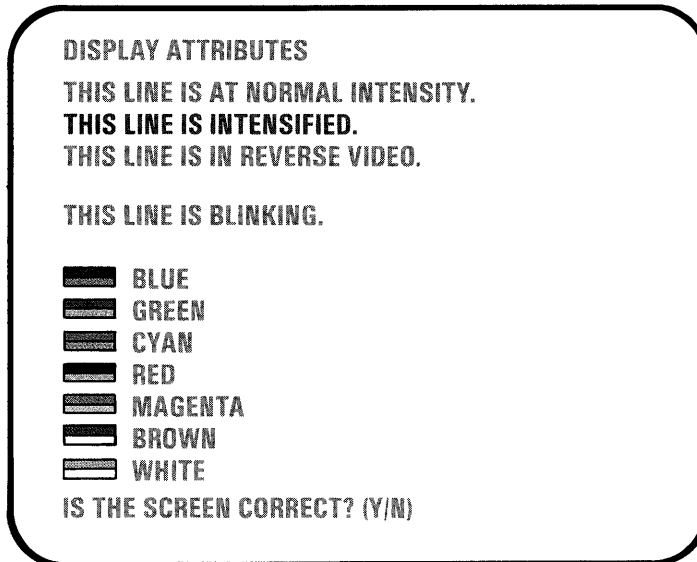 DISPLAY ATTRIBUTES
THIS LINE IS AT NORMAL INTENSITY.
THIS LINE IS INTENSIFIED.
THIS LINE IS IN REVERSE VIDEO.
THIS LINE IS BLINKING.
BLUE
GREEN
CYAN
RED
MAGENTA
BROWN
WHITE
IS THE SCREEN CORRECT? (Y/N)